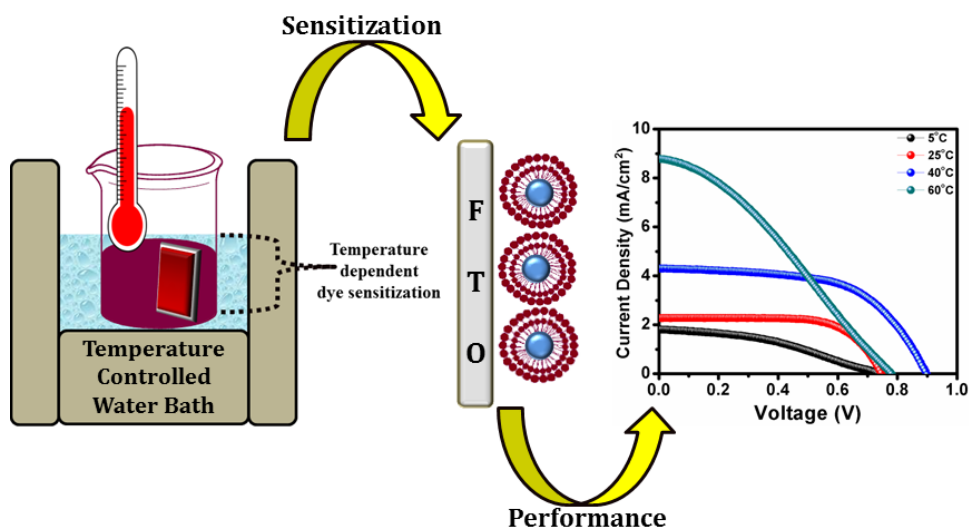 Sensitization
Temperature
dependent
dye sensitization
Temperature
Controlled
Water Bath
F
T
O
Current Density (mA/cm²)
10
8
6
4
2
0
0.0 0.2 0.4 0.6 0.8 1.0
Voltage (V)
5°C
25°C
40°C
60°C
Performance